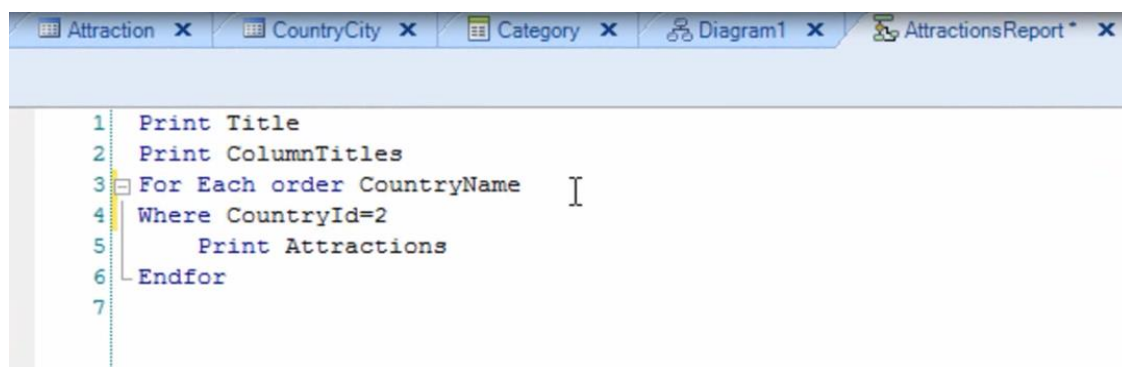 Attraction X CountryCity X Category X Diagram1 X AttractionsReport * X
1 Print Title
2 Print ColumnTitles
3 For Each order CountryName
4 Where CountryId=2
5 Print Attractions
6 Endfor
7